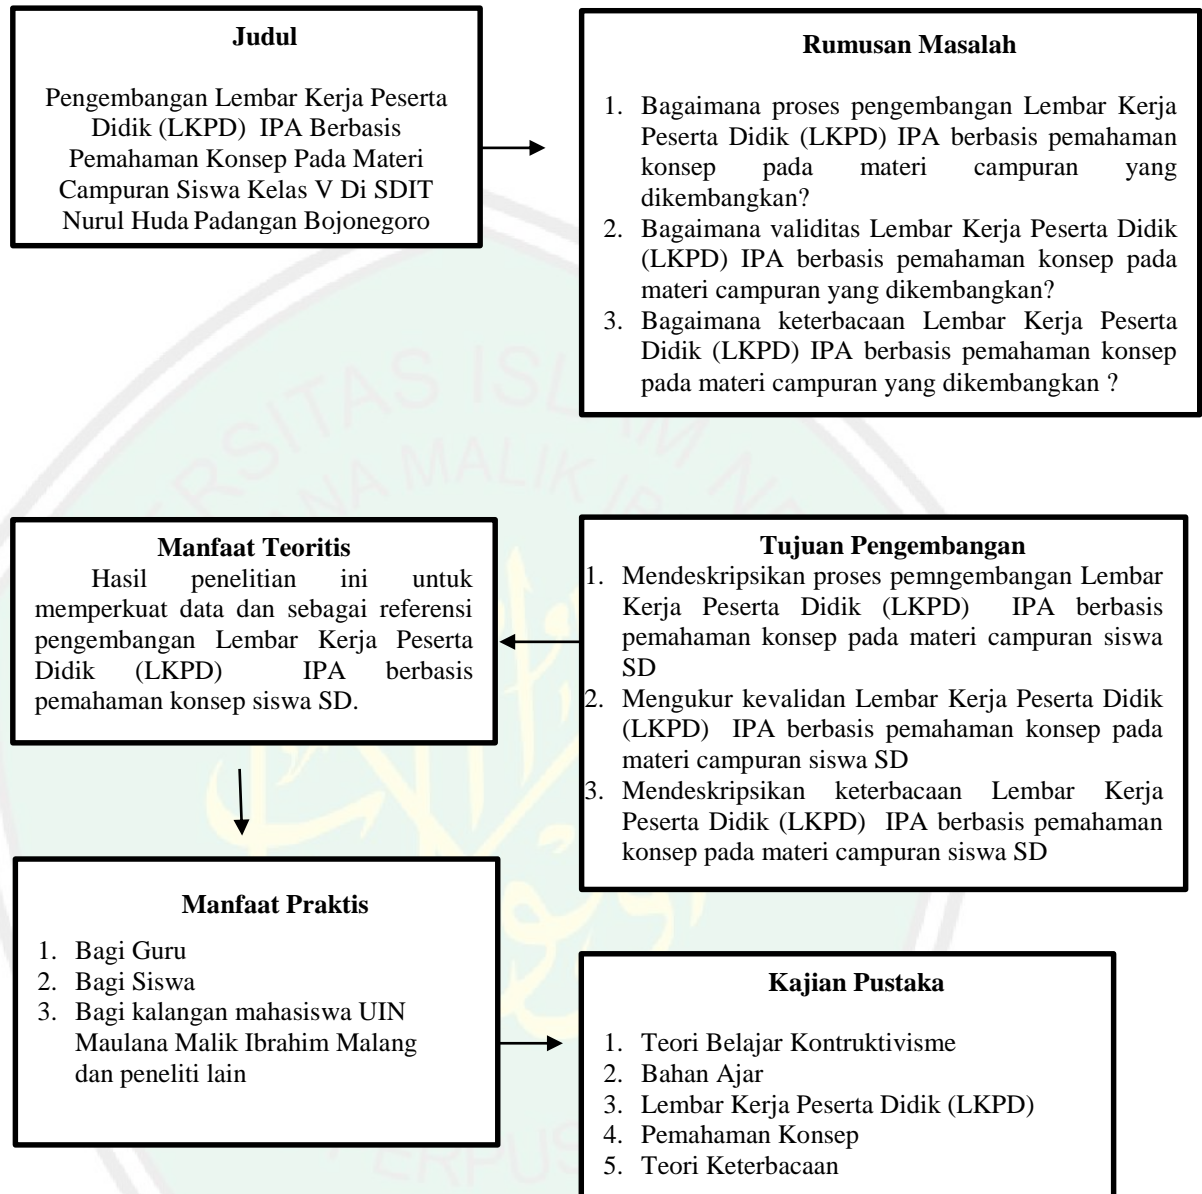 Judul
Pengembangan Lembar Kerja Peserta
Didik (LKPD) IPA Berbasis
Pemahaman Konsep Pada Materi
Campuran Siswa Kelas V Di SDIT
Nurul Huda Padangan Bojonegoro
Rumusan Masalah
1. Bagaimana proses pengembangan Lembar Kerja
Peserta Didik (LKPD) IPA berbasis pemahaman
konsep pada materi campuran yang
dikembangkan?
2. Bagaimana validitas Lembar Kerja Peserta Didik
(LKPD) IPA berbasis pemahaman konsep pada
materi campuran yang dikembangkan?
3. Bagaimana keterbacaan Lembar Kerja Peserta
Didik (LKPD) IPA berbasis pemahaman konsep
pada materi campuran yang dikembangkan ?
Tujuan Pengembangan
1. Mendeskripsikan proses pemngembangan Lembar
Kerja Peserta Didik (LKPD) IPA berbasis
pemahaman konsep pada materi campuran siswa
SD
2. Mengukur kevalidan Lembar Kerja Peserta Didik
(LKPD) IPA berbasis pemahaman konsep pada
materi campuran siswa SD
3. Mendeskripsikan keterbacaan Lembar Kerja
Peserta Didik (LKPD) IPA berbasis pemahaman
konsep pada materi campuran siswa SD
Manfaat Teoritis
Hasil penelitian ini untuk
memperkuat data dan sebagai referensi
pengembangan Lembar Kerja Peserta
Didik (LKPD) IPA berbasis
pemahaman konsep siswa SD.
Manfaat Praktis
1. Bagi Guru
2. Bagi Siswa
3. Bagi kalangan mahasiswa UIN
Maulana Malik Ibrahim Malang
dan peneliti lain
Kajian Pustaka
1. Teori Belajar Kontruktivisme
2. Bahan Ajar
3. Lembar Kerja Peserta Didik (LKPD)
4. Pemahaman Konsep
5. Teori Keterbacaan